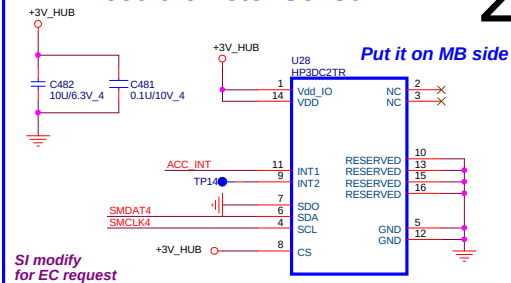 +3V_HUB
C482
10U/6.3V_4
C481
0.1U/10V_4
+3V_HUB
U28
HP3DC2TR
Put it on MB side
1 Vdd_IO
14 VDD
NC 2
NC 3
ACC_INT 11 INT1
TP14 9 INT2
RESERVED 10
RESERVED 13
RESERVED 15
RESERVED 16
7 SDO
SMDAT4 6 SDA
SMCLK4 4 SCL
GND 5
GND 12
+3V_HUB 8 CS
SI modify
for EC request